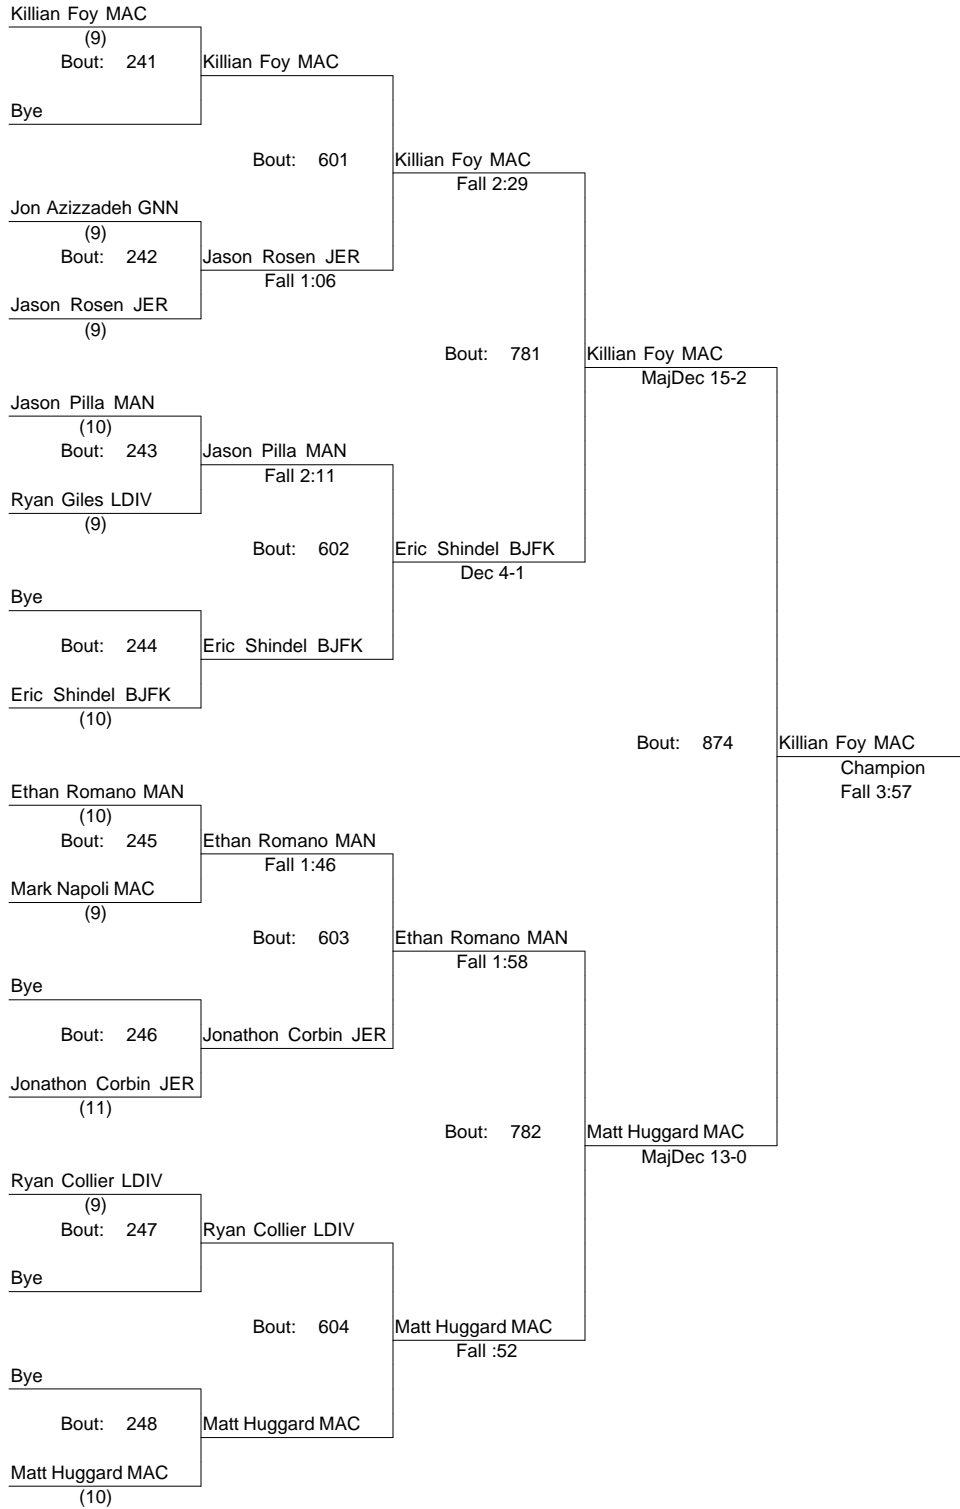 Killian Foy MAC
(9)
Bout: 241 Killian Foy MAC
Bye
Bout: 601 Killian Foy MAC
Fall 2:29
Jon Azizzadeh GNN
(9)
Bout: 242 Jason Rosen JER
Fall 1:06
Jason Rosen JER
(9)
Bout: 781 Killian Foy MAC
MajDec 15-2
Jason Pilla MAN
(10)
Bout: 243 Jason Pilla MAN
Fall 2:11
Ryan Giles LDIV
(9)
Bout: 602 Eric Shindel BJFK
Dec 4-1
Bye
Bout: 244 Eric Shindel BJFK
Eric Shindel BJFK
(10)
Bout: 874 Killian Foy MAC
Champion
Fall 3:57
Ethan Romano MAN
(10)
Bout: 245 Ethan Romano MAN
Fall 1:46
Mark Napoli MAC
(9)
Bout: 603 Ethan Romano MAN
Fall 1:58
Bye
Bout: 246 Jonathon Corbin JER
Jonathon Corbin JER
(11)
Bout: 782 Matt Huggard MAC
MajDec 13-0
Ryan Collier LDIV
(9)
Bout: 247 Ryan Collier LDIV
Bye
Bout: 604 Matt Huggard MAC
Fall :52
Bye
Bout: 248 Matt Huggard MAC
Matt Huggard MAC
(10)